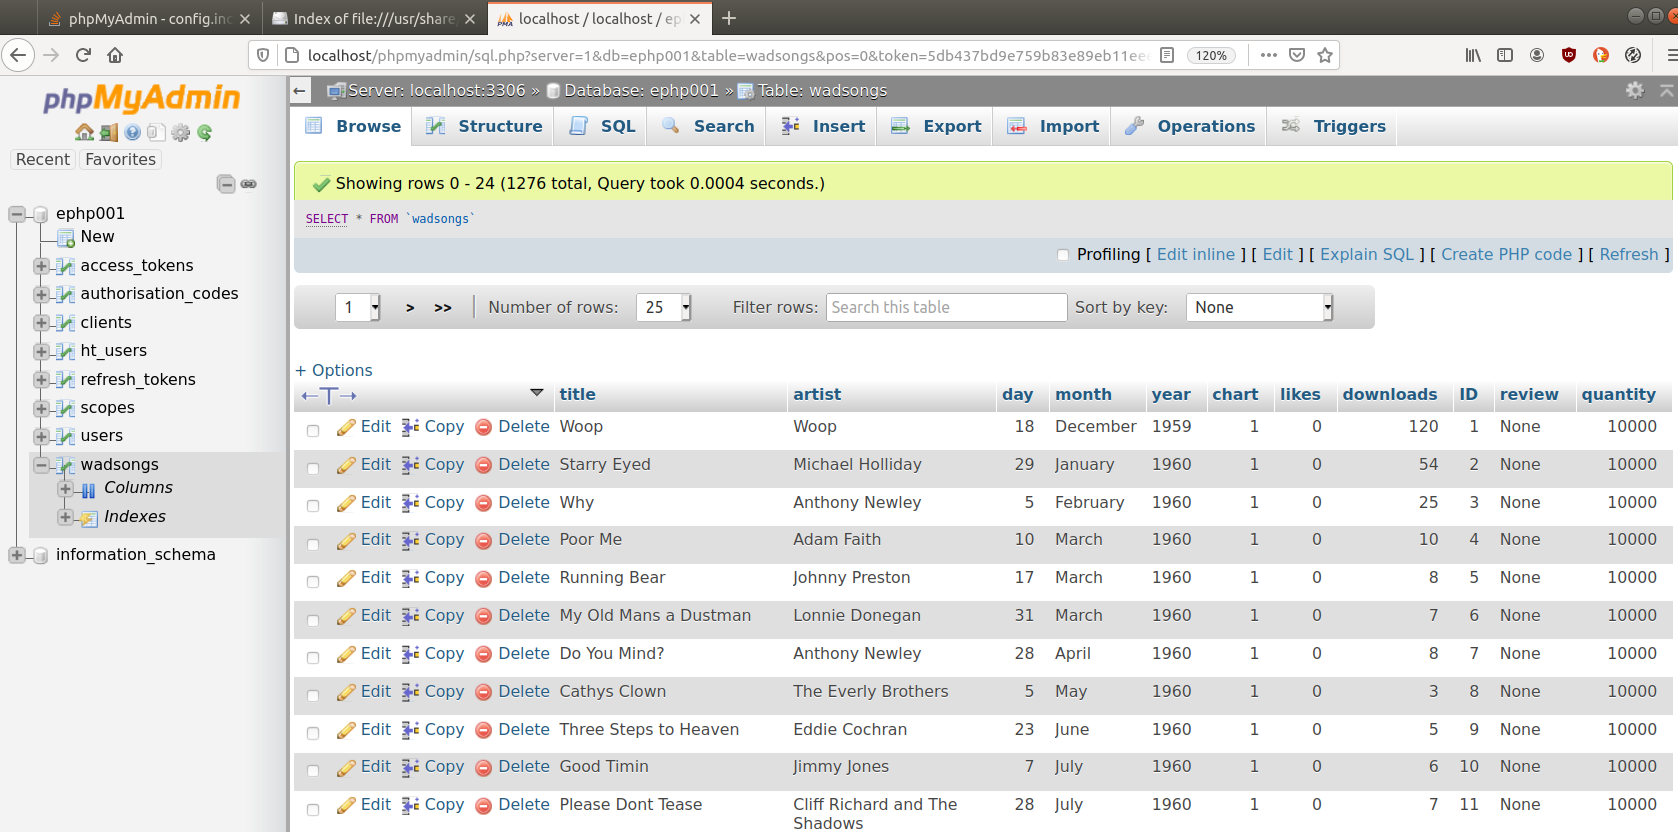 phpMyAdmin - config.inc
Index of file:///usr/share
localhost / localhost / ep
localhost/phpmyadmin/sql.php?server=1&db=ephp001&table=wadsongs&pos=0&token=5db437bd9e759b83e89eb11eee
120%
phpMyAdmin
Recent Favorites
ephp001
New
access_tokens
authorisation_codes
clients
ht_users
refresh_tokens
scopes
users
wadsongs
Columns
Indexes
information_schema
Server: localhost:3306 » Database: ephp001 » Table: wadsongs
Browse Structure SQL Search Insert Export Import Operations Triggers
Showing rows 0 - 24 (1276 total, Query took 0.0004 seconds.)
SELECT * FROM `wadsongs`
Profiling [ Edit inline ] [ Edit ] [ Explain SQL ] [ Create PHP code ] [ Refresh ]
1 > >> Number of rows: 25 Filter rows: Search this table Sort by key: None
+ Options
←T→ title artist day month year chart likes downloads ID review quantity
Edit Copy Delete Woop Woop 18 December 1959 1 0 120 1 None 10000
Edit Copy Delete Starry Eyed Michael Holliday 29 January 1960 1 0 54 2 None 10000
Edit Copy Delete Why Anthony Newley 5 February 1960 1 0 25 3 None 10000
Edit Copy Delete Poor Me Adam Faith 10 March 1960 1 0 10 4 None 10000
Edit Copy Delete Running Bear Johnny Preston 17 March 1960 1 0 8 5 None 10000
Edit Copy Delete My Old Mans a Dustman Lonnie Donegan 31 March 1960 1 0 7 6 None 10000
Edit Copy Delete Do You Mind? Anthony Newley 28 April 1960 1 0 8 7 None 10000
Edit Copy Delete Cathys Clown The Everly Brothers 5 May 1960 1 0 3 8 None 10000
Edit Copy Delete Three Steps to Heaven Eddie Cochran 23 June 1960 1 0 5 9 None 10000
Edit Copy Delete Good Timin Jimmy Jones 7 July 1960 1 0 6 10 None 10000
Edit Copy Delete Please Dont Tease Cliff Richard and The 28 July 1960 1 0 7 11 None 10000
Shadows